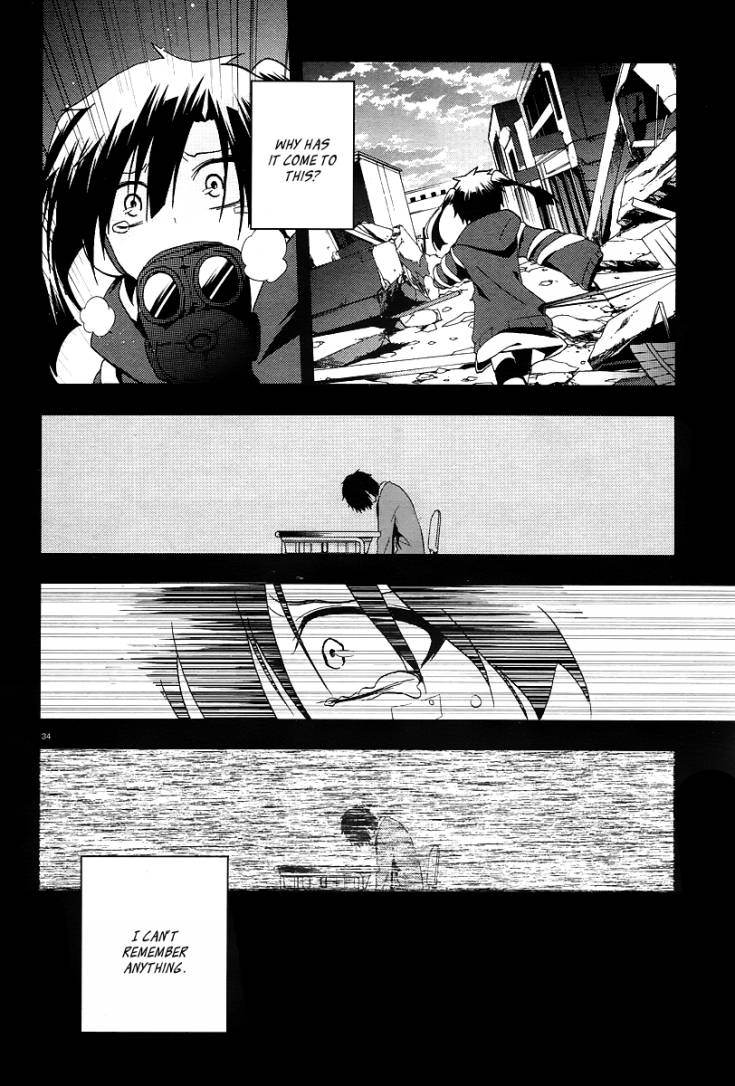 WHY HAS
IT COME TO
THIS?
34
I CAN'T
REMEMBER
ANYTHING.